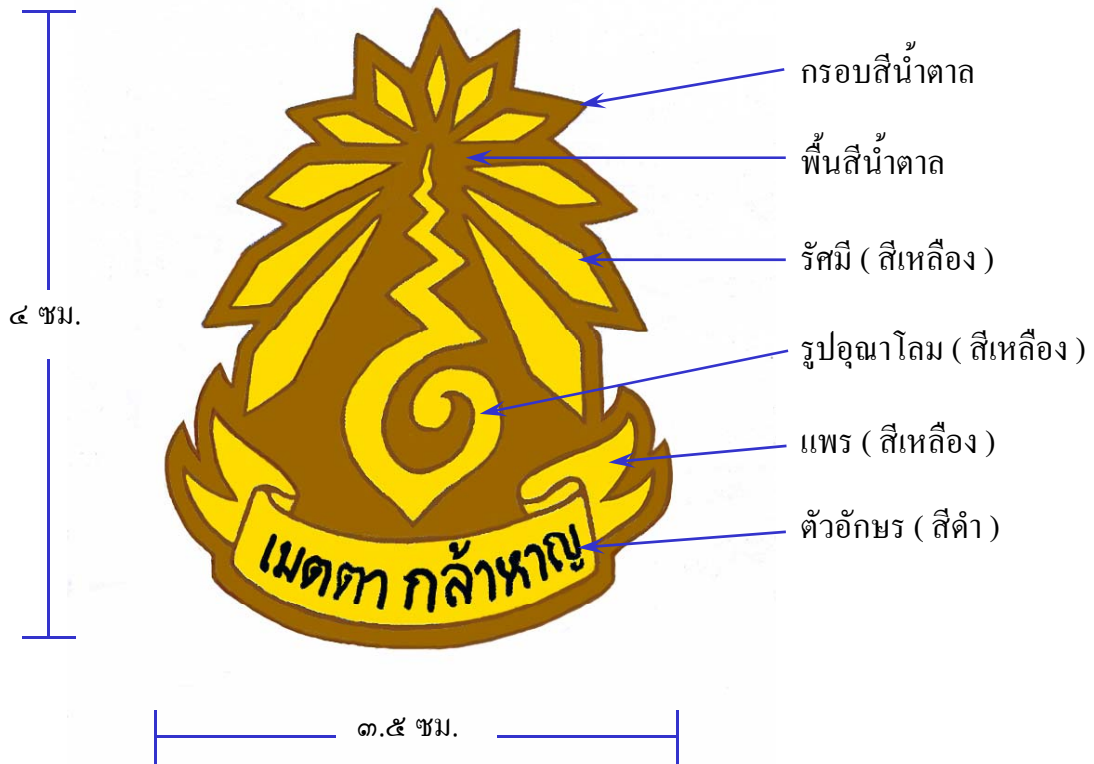 กรอบสีน้ำตาล
พื้นสีน้ำตาล
รัศมี ( สีเหลือง )
๔ ซม.
รูปอุณาโลม ( สีเหลือง )
แพร ( สีเหลือง )
ตัวอักษร ( สีดำ )
เมตตา กล้าหาญ
๓.๕ ซม.